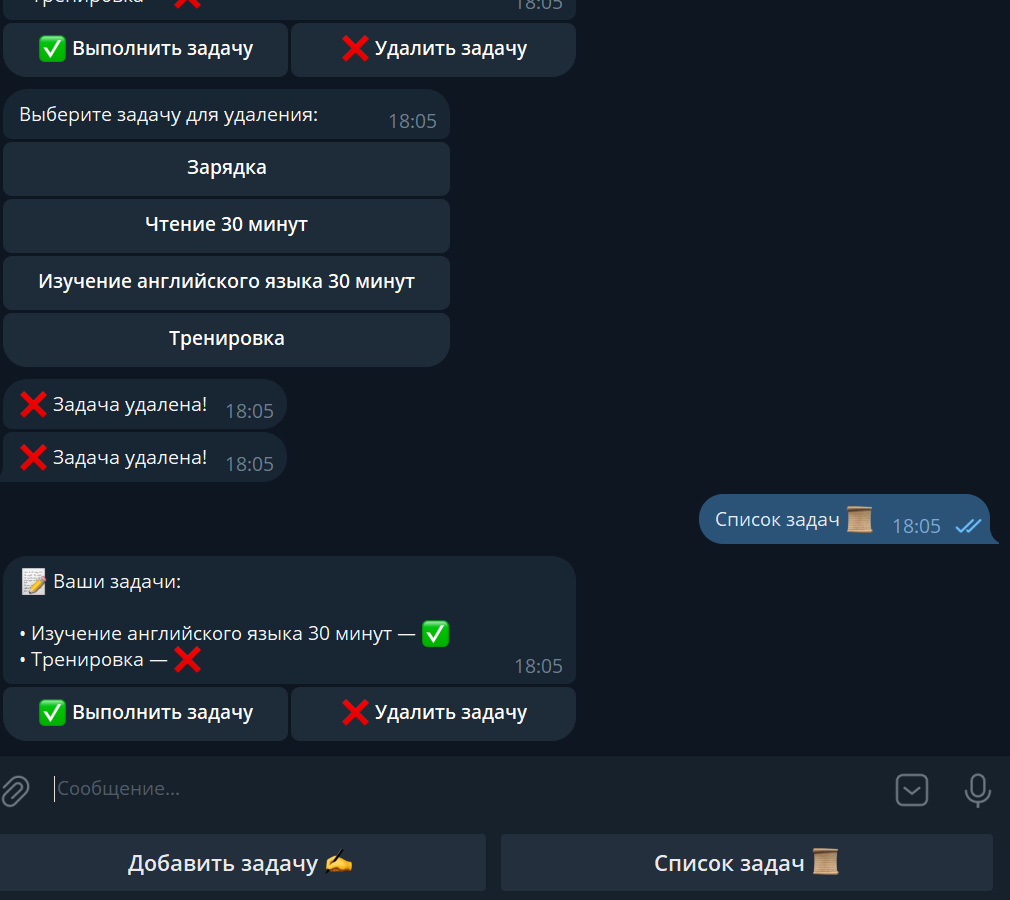 Тренировка — ❌
18:05
✅ Выполнить задачу
❌ Удалить задачу
Выберите задачу для удаления:
18:05
Зарядка
Чтение 30 минут
Изучение английского языка 30 минут
Тренировка
❌ Задача удалена!
18:05
❌ Задача удалена!
18:05
Список задач 📜
18:05
📝 Ваши задачи:
• Изучение английского языка 30 минут — ✅
• Тренировка — ❌
18:05
✅ Выполнить задачу
❌ Удалить задачу
Сообщение...
Добавить задачу ✍️
Список задач 📜